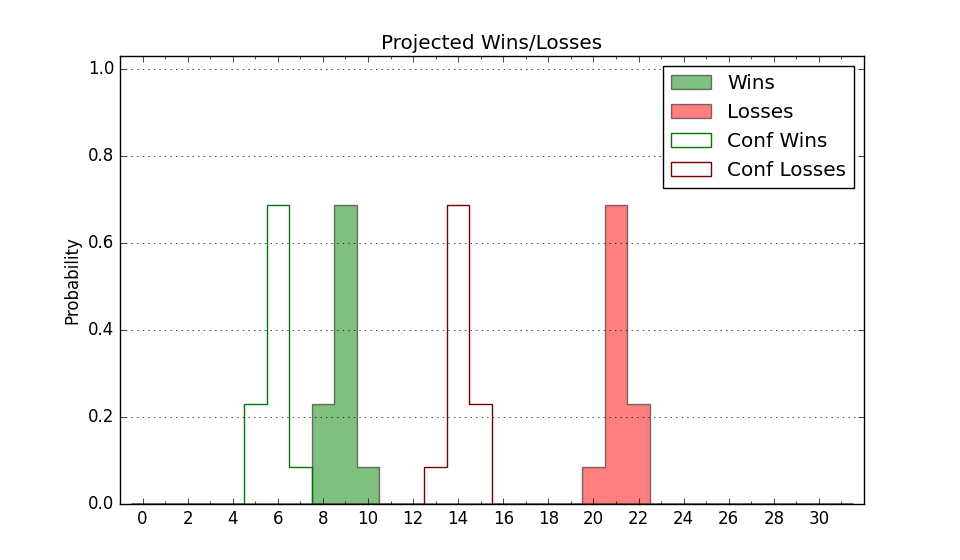 Projected Wins/Losses
1.0
0.8
0.6
0.4
0.2
0.0
Probability
Wins
Losses
Conf Wins
Conf Losses
0 2 4 6 8 10 12 14 16 18 20 22 24 26 28 30